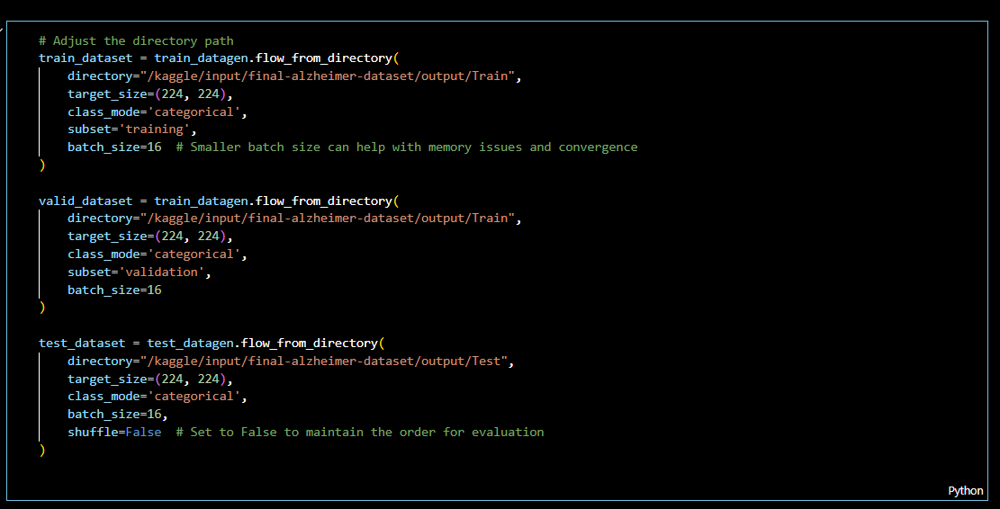 # Adjust the directory path
train_dataset = train_datagen.flow_from_directory(
    directory="/kaggle/input/final-alzheimer-dataset/output/Train",
    target_size=(224, 224),
    class_mode='categorical',
    subset='training',
    batch_size=16  # Smaller batch size can help with memory issues and convergence
)

valid_dataset = train_datagen.flow_from_directory(
    directory="/kaggle/input/final-alzheimer-dataset/output/Train",
    target_size=(224, 224),
    class_mode='categorical',
    subset='validation',
    batch_size=16
)

test_dataset = test_datagen.flow_from_directory(
    directory="/kaggle/input/final-alzheimer-dataset/output/Test",
    target_size=(224, 224),
    class_mode='categorical',
    batch_size=16,
    shuffle=False  # Set to False to maintain the order for evaluation
)
Python